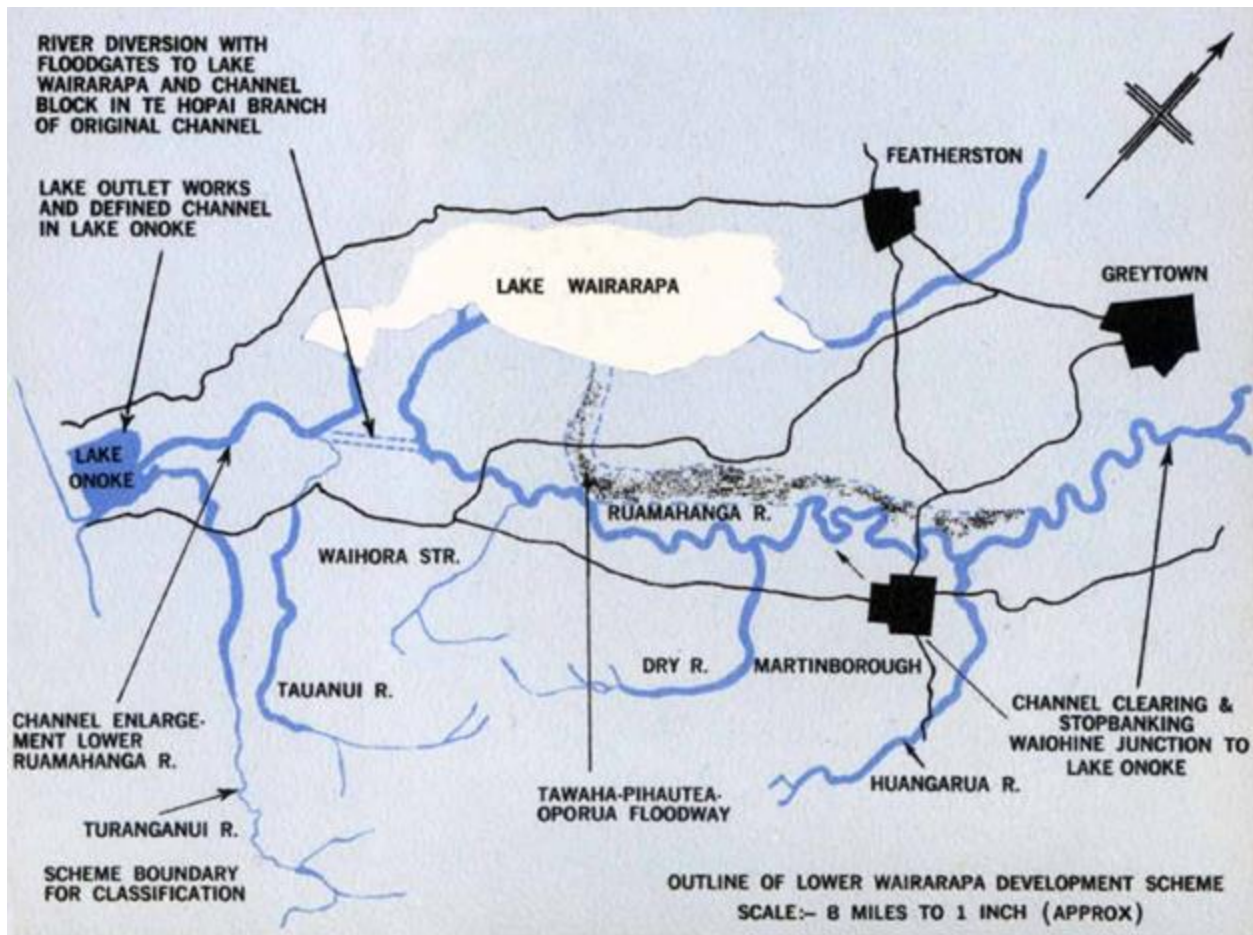 RIVER DIVERSION WITH
FLOODGATES TO LAKE
WAIRARAPA AND CHANNEL
BLOCK IN TE HOPAI BRANCH
OF ORIGINAL CHANNEL
LAKE OUTLET WORKS
AND DEFINED CHANNEL
IN LAKE ONOKE
FEATHERSTON
GREYTOWN
LAKE WAIRARAPA
LAKE
ONOKE
RUAMAHANGA R.
WAIHORA STR.
DRY R.
MARTINBOROUGH
TAUANUI R.
CHANNEL ENLARGE-
MENT LOWER
RUAMAHANGA R.
CHANNEL CLEARING &
STOPBANKING
WAIOHINE JUNCTION TO
LAKE ONOKE
HUANGARUA R.
TAWAHA-PIHAUTEA-
OPORUA FLOODWAY
TURANGANUI R.
SCHEME BOUNDARY
FOR CLASSIFICATION
OUTLINE OF LOWER WAIRARAPA DEVELOPMENT SCHEME
SCALE:- 8 MILES TO 1 INCH (APPROX)